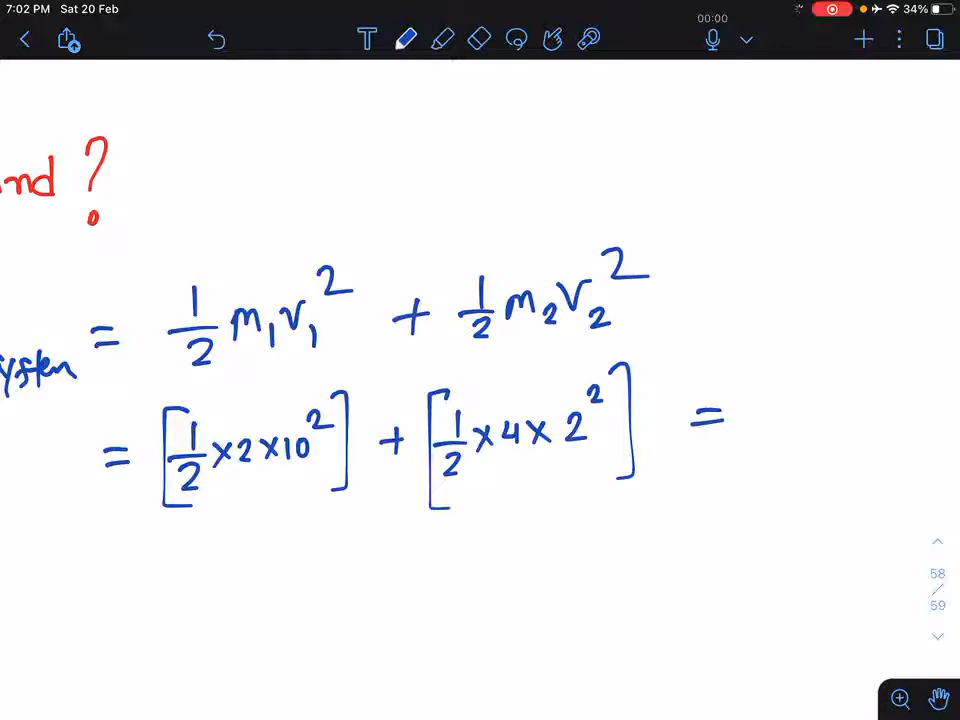 7:02 PM Sat 20 Feb 34%
00:00
nd ?
= 1/2 m₁v₁² + 1/2 m₂v₂²
ystem
= [1/2 × 2 × 10²] + [1/2 × 4 × 2²] =
58
/
59